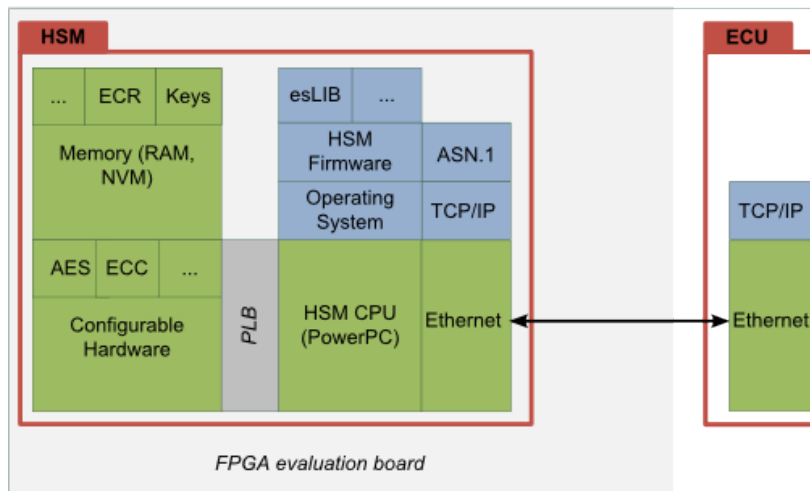 HSM
ECU
...
ECR
Keys
esLIB
...
Memory (RAM,
NVM)
HSM
Firmware
ASN.1
Operating
System
TCP/IP
TCP/IP
AES
ECC
...
Configurable
Hardware
PLB
HSM CPU
(PowerPC)
Ethernet
Ethernet
FPGA evaluation board